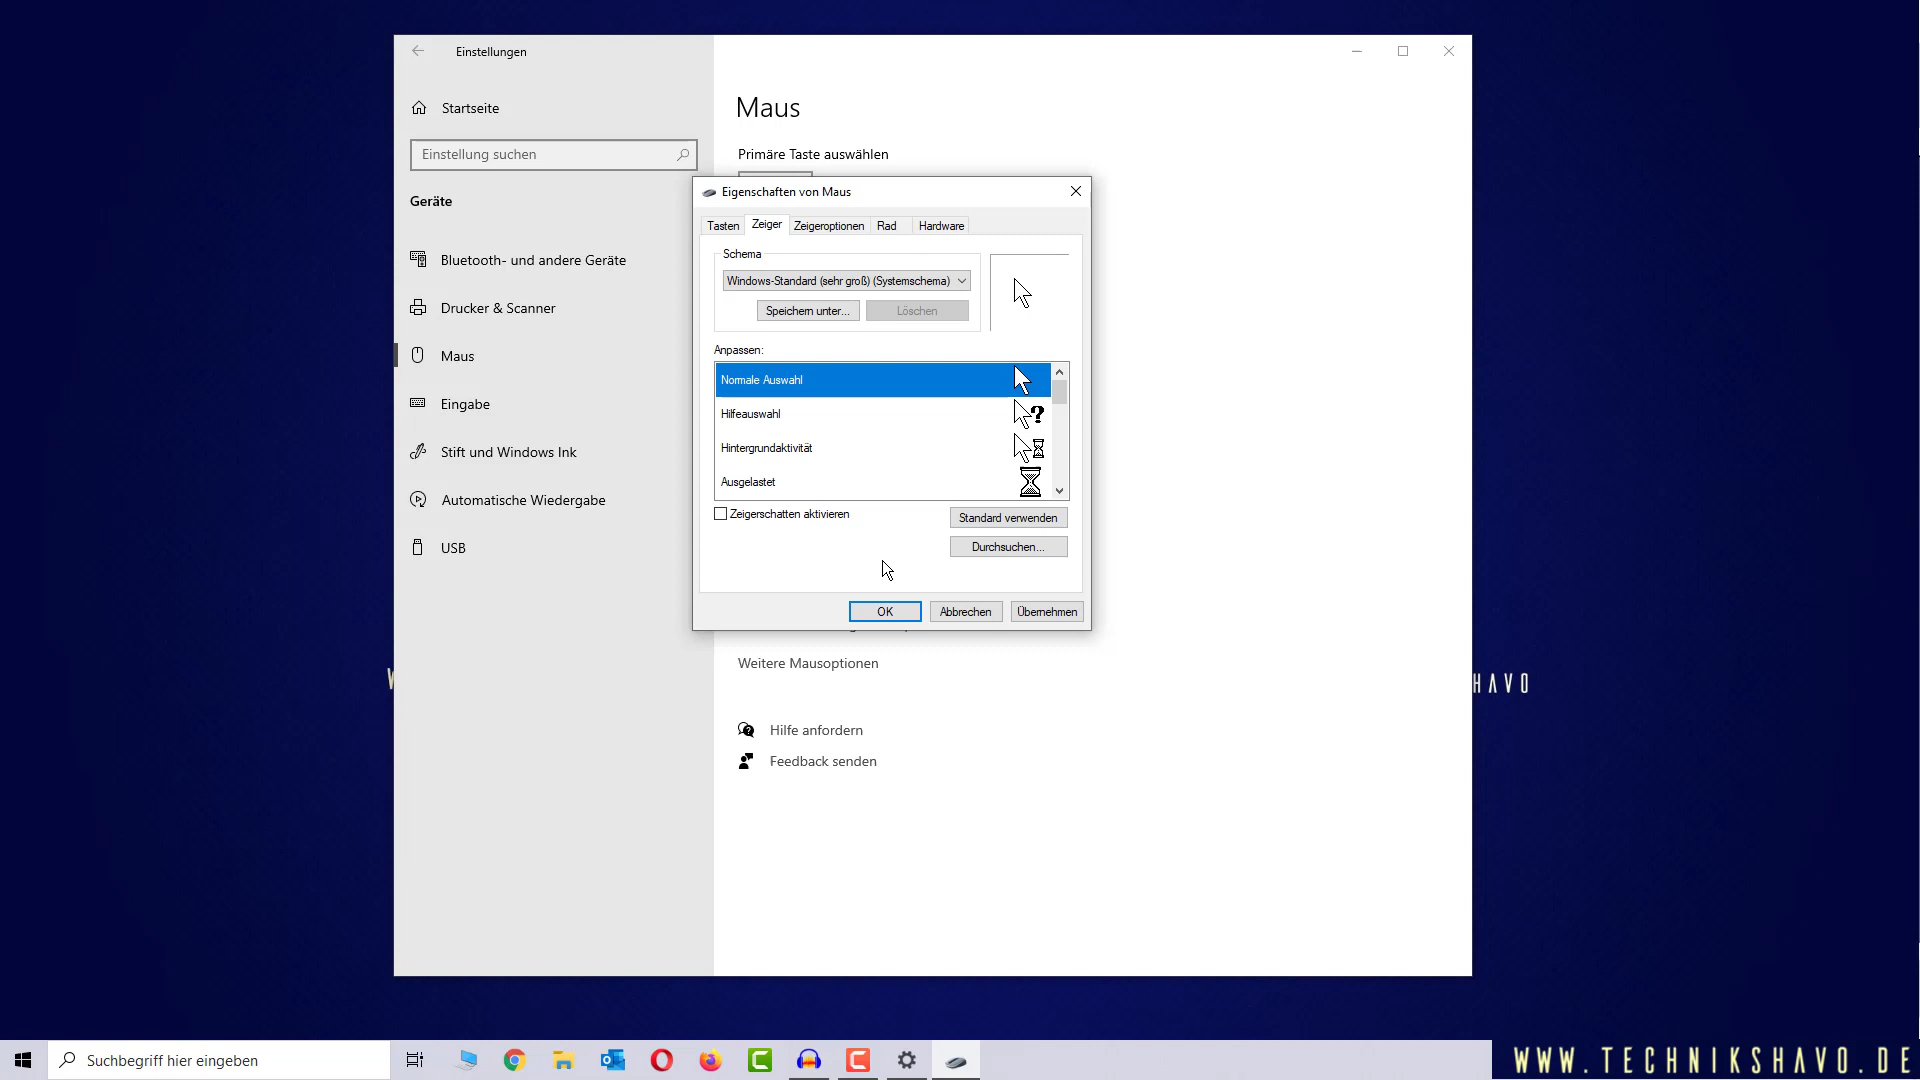 Einstellungen
Startseite
Einstellung suchen
Geräte
Bluetooth- und andere Geräte
Drucker & Scanner
Maus
Eingabe
Stift und Windows Ink
Automatische Wiedergabe
USB
Maus
Primäre Taste auswählen
Eigenschaften von Maus
Tasten Zeiger Zeigeroptionen Rad Hardware
Schema
Windows-Standard (sehr groß) (Systemschema)
Speichern unter... Löschen
Anpassen:
Normale Auswahl
Hilfeauswahl
Hintergrundaktivität
Ausgelastet
Zeigerschatten aktivieren
Standard verwenden
Durchsuchen...
OK Abbrechen Übernehmen
Weitere Mausoptionen
Hilfe anfordern
Feedback senden
HAVO
Suchbegriff hier eingeben
WWW.TECHNIKSHAVO.DE